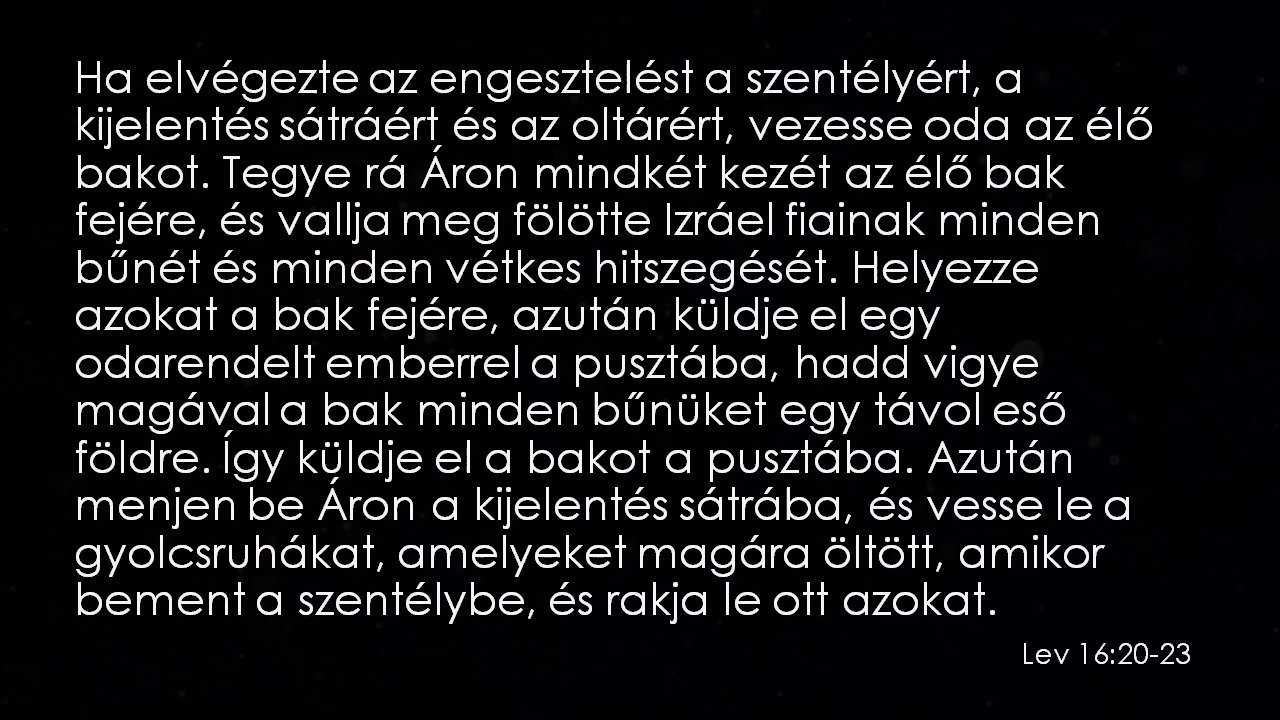 Ha elvégezte az engesztelést a szentélyért, a
kijelentés sátráért és az oltárért, vezesse oda az élő
bakot. Tegye rá Áron mindkét kezét az élő bak
fejére, és vallja meg fölötte Izráel fiainak minden
bűnét és minden vétkes hitszegését. Helyezze
azokat a bak fejére, azután küldje el egy
odarendelt emberrel a pusztába, hadd vigye
magával a bak minden bűnüket egy távol eső
földre. Így küldje el a bakot a pusztába. Azután
menjen be Áron a kijelentés sátrába, és vesse le a
gyolcsruhákat, amelyeket magára öltött, amikor
bement a szentélybe, és rakja le ott azokat.
Lev 16:20-23